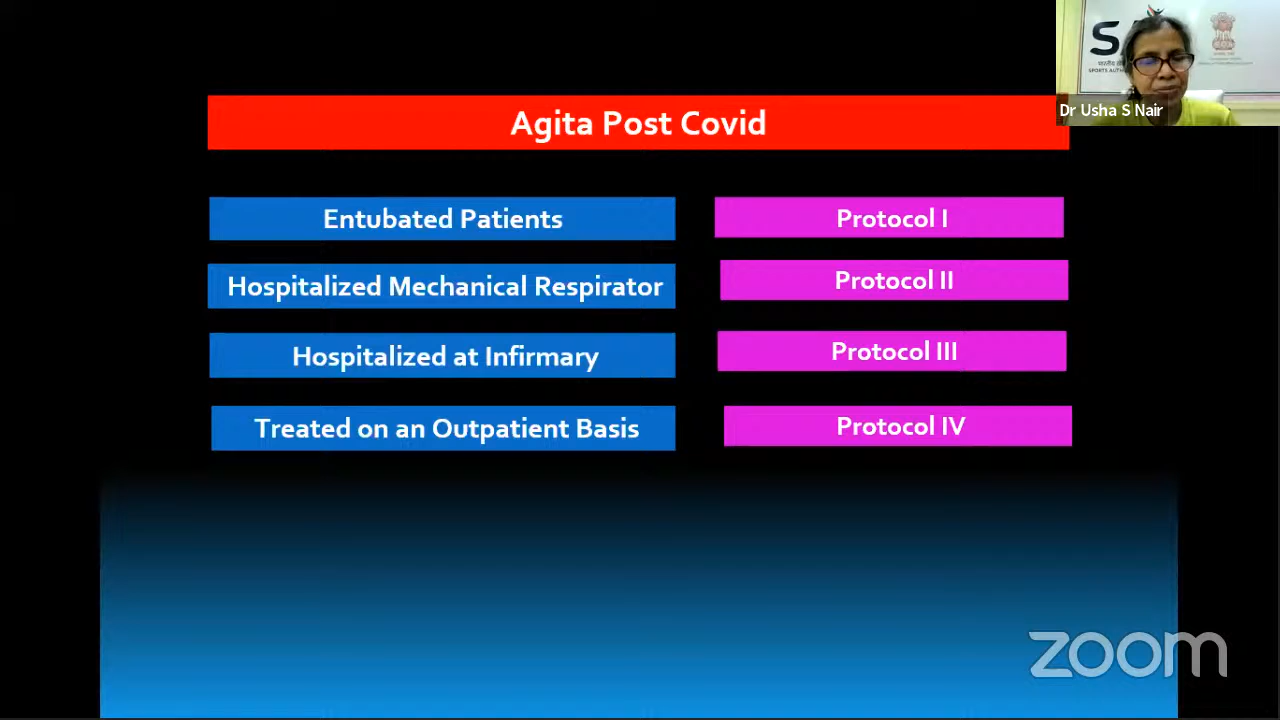 Agita Post Covid
Dr Usha S Nair
Entubated Patients
Protocol I
Hospitalized Mechanical Respirator
Protocol II
Hospitalized at Infirmary
Protocol III
Treated on an Outpatient Basis
Protocol IV
zoom